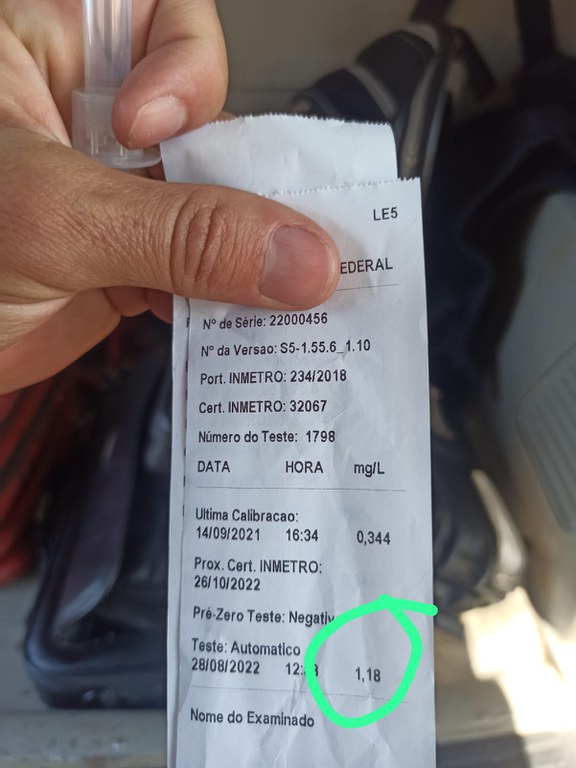 LE5
EDERAL
Nº de Série: 22000456
Nº da Versao: S5-1.55.6_1.10
Port. INMETRO: 234/2018
Cert. INMETRO: 32067
Número do Teste: 1798
DATA HORA mg/L
Ultima Calibracao:
14/09/2021 16:34 0,344
Prox. Cert. INMETRO:
26/10/2022
Pré-Zero Teste: Negativ
Teste: Automatico
28/08/2022 1,18
Nome do Examinado